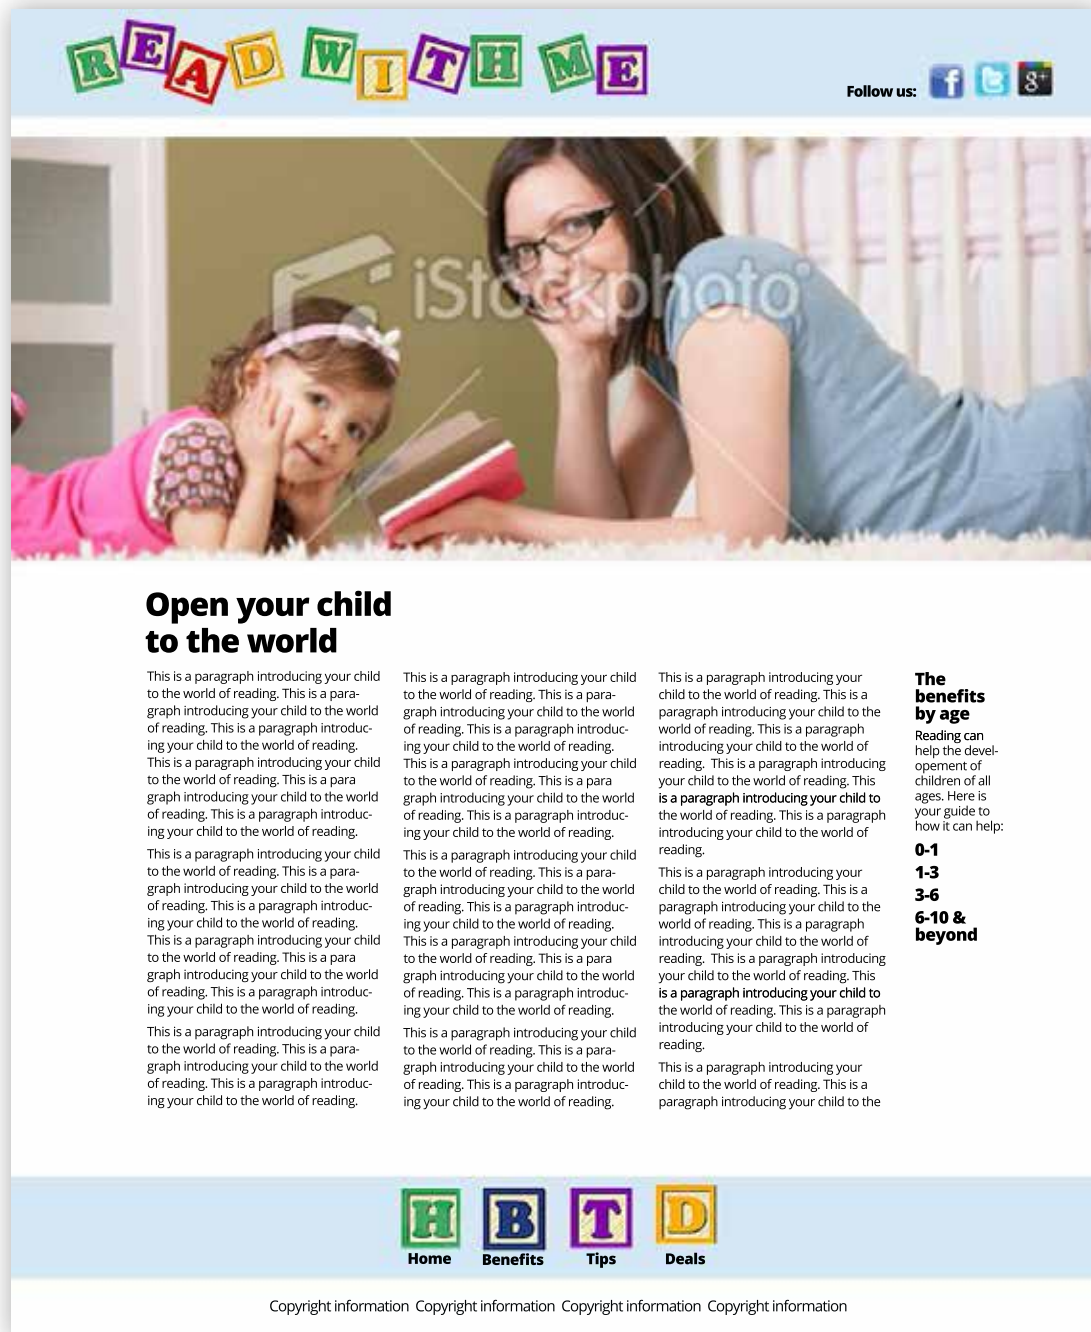 READ WITH ME
Follow us:
f
t
g+
iStockphoto
Open your child
to the world
This is a paragraph introducing your child
to the world of reading. This is a para-
graph introducing your child to the world
of reading. This is a paragraph introduc-
ing your child to the world of reading.
This is a paragraph introducing your child
to the world of reading. This is a para
graph introducing your child to the world
of reading. This is a paragraph introduc-
ing your child to the world of reading.
This is a paragraph introducing your child
to the world of reading. This is a para-
graph introducing your child to the world
of reading. This is a paragraph introduc-
ing your child to the world of reading.
This is a paragraph introducing your child
to the world of reading. This is a para
graph introducing your child to the world
of reading. This is a paragraph introduc-
ing your child to the world of reading.
This is a paragraph introducing your child
to the world of reading. This is a para-
graph introducing your child to the world
of reading. This is a paragraph introduc-
ing your child to the world of reading.
This is a paragraph introducing your child
to the world of reading. This is a para-
graph introducing your child to the world
of reading. This is a paragraph introduc-
ing your child to the world of reading.
This is a paragraph introducing your child
to the world of reading. This is a para
graph introducing your child to the world
of reading. This is a paragraph introduc-
ing your child to the world of reading.
This is a paragraph introducing your child
to the world of reading. This is a para-
graph introducing your child to the world
of reading. This is a paragraph introduc-
ing your child to the world of reading.
This is a paragraph introducing your child
to the world of reading. This is a para
graph introducing your child to the world
of reading. This is a paragraph introduc-
ing your child to the world of reading.
This is a paragraph introducing your child
to the world of reading. This is a para-
graph introducing your child to the world
of reading. This is a paragraph introduc-
ing your child to the world of reading.
This is a paragraph introducing your
child to the world of reading. This is a
paragraph introducing your child to the
world of reading. This is a paragraph
introducing your child to the world of
reading.  This is a paragraph introducing
your child to the world of reading. This
is a paragraph introducing your child to
the world of reading. This is a paragraph
introducing your child to the world of
reading.
This is a paragraph introducing your
child to the world of reading. This is a
paragraph introducing your child to the
world of reading. This is a paragraph
introducing your child to the world of
reading.  This is a paragraph introducing
your child to the world of reading. This
is a paragraph introducing your child to
the world of reading. This is a paragraph
introducing your child to the world of
reading.
This is a paragraph introducing your
child to the world of reading. This is a
paragraph introducing your child to the
The
benefits
by age
Reading can
help the devel-
opement of
children of all
ages. Here is
your guide to
how it can help:
0-1
1-3
3-6
6-10 &
beyond
H B T D
Home Benefits Tips Deals
Copyright information  Copyright information  Copyright information  Copyright information